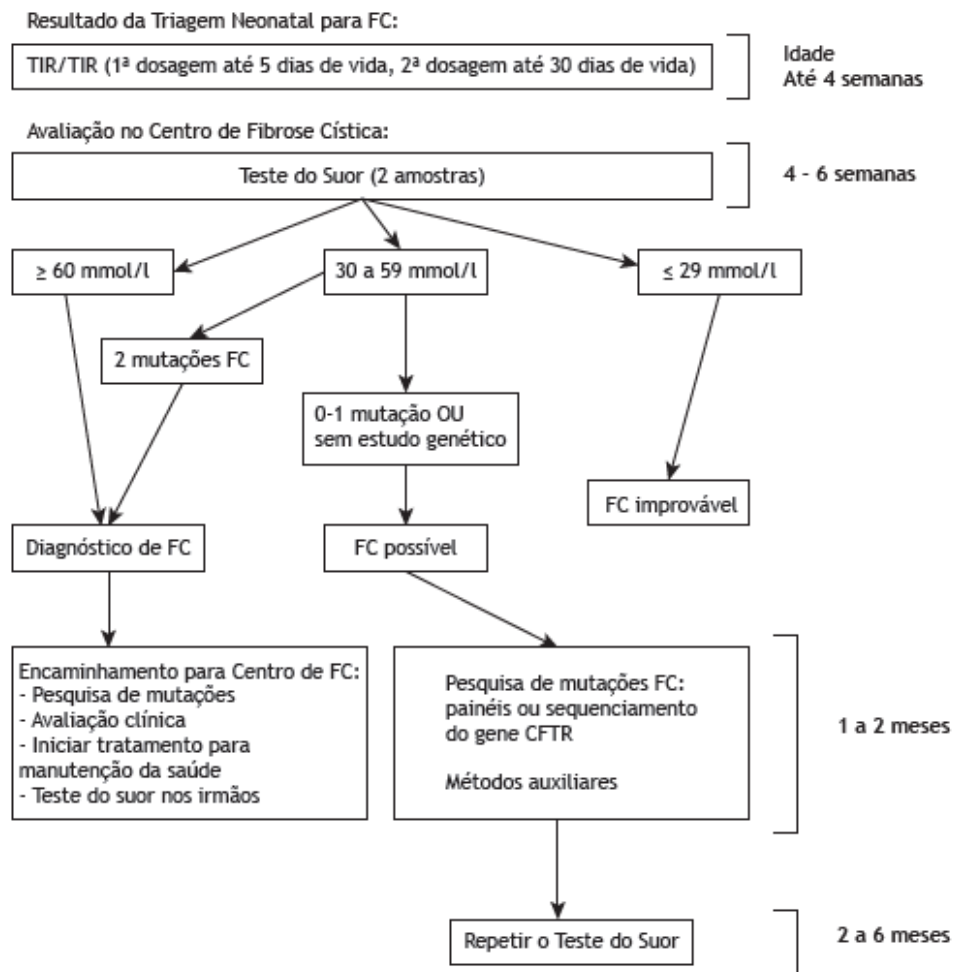 Resultado da Triagem Neonatal para FC:
TIR/TIR (1ª dosagem até 5 dias de vida, 2ª dosagem até 30 dias de vida)
Idade
Até 4 semanas
Avaliação no Centro de Fibrose Cística:
Teste do Suor (2 amostras)
4 - 6 semanas
≥ 60 mmol/l
30 a 59 mmol/l
≤ 29 mmol/l
2 mutações FC
0-1 mutação OU
sem estudo genético
FC improvável
Diagnóstico de FC
FC possível
Encaminhamento para Centro de FC:
- Pesquisa de mutações
- Avaliação clínica
- Iniciar tratamento para
manutenção da saúde
- Teste do suor nos irmãos
Pesquisa de mutações FC:
painéis ou sequenciamento
do gene CFTR
Métodos auxiliares
1 a 2 meses
Repetir o Teste do Suor
2 a 6 meses